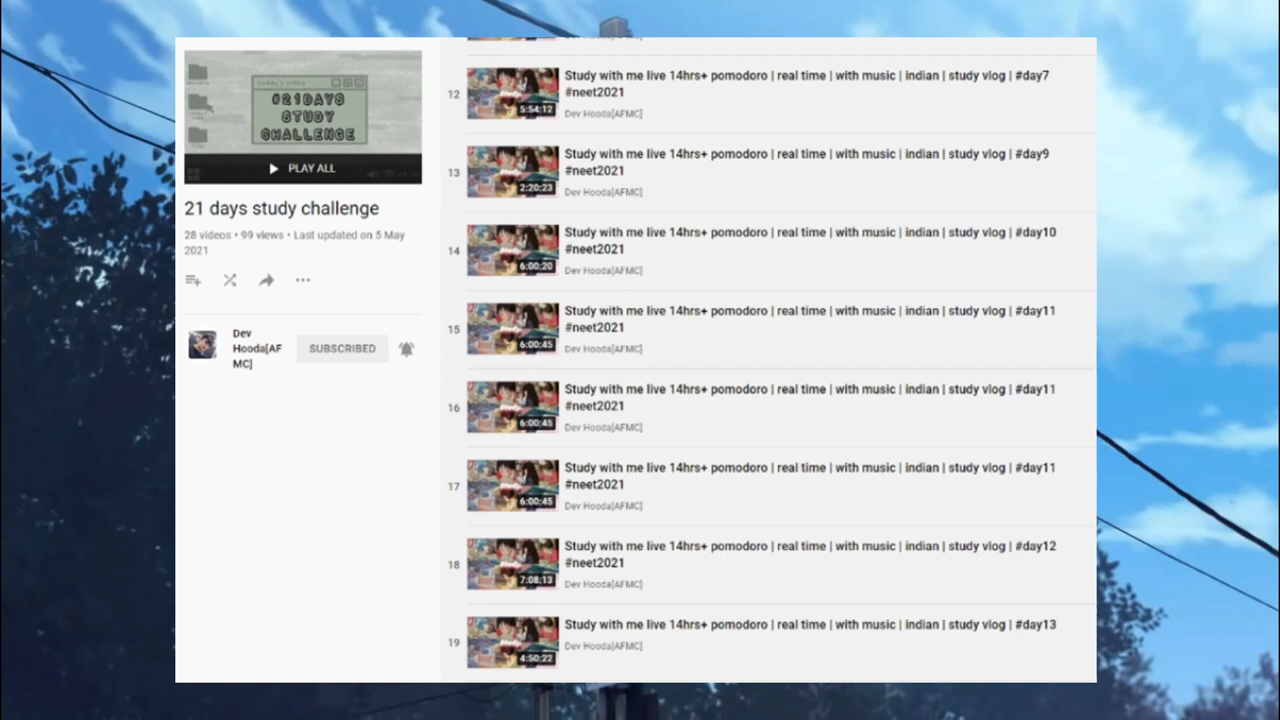 today's video
#21DAYS
STUDY
CHALLENGE
PLAY ALL
21 days study challenge
28 videos • 99 views • Last updated on 5 May
2021
Dev
Hooda[AF
MC]
SUBSCRIBED
Dev Hooda[AFMC]
12
5:54:12
Study with me live 14hrs+ pomodoro | real time | with music | indian | study vlog | #day7
#neet2021
Dev Hooda[AFMC]
13
2:20:23
Study with me live 14hrs+ pomodoro | real time | with music | indian | study vlog | #day9
#neet2021
Dev Hooda[AFMC]
14
6:00:20
Study with me live 14hrs+ pomodoro | real time | with music | indian | study vlog | #day10
#neet2021
Dev Hooda[AFMC]
15
6:00:45
Study with me live 14hrs+ pomodoro | real time | with music | indian | study vlog | #day11
#neet2021
Dev Hooda[AFMC]
16
6:00:45
Study with me live 14hrs+ pomodoro | real time | with music | indian | study vlog | #day11
#neet2021
Dev Hooda[AFMC]
17
6:00:45
Study with me live 14hrs+ pomodoro | real time | with music | indian | study vlog | #day11
#neet2021
Dev Hooda[AFMC]
18
7:08:13
Study with me live 14hrs+ pomodoro | real time | with music | indian | study vlog | #day12
#neet2021
Dev Hooda[AFMC]
19
4:50:22
Study with me live 14hrs+ pomodoro | real time | with music | indian | study vlog | #day13
Dev Hooda[AFMC]